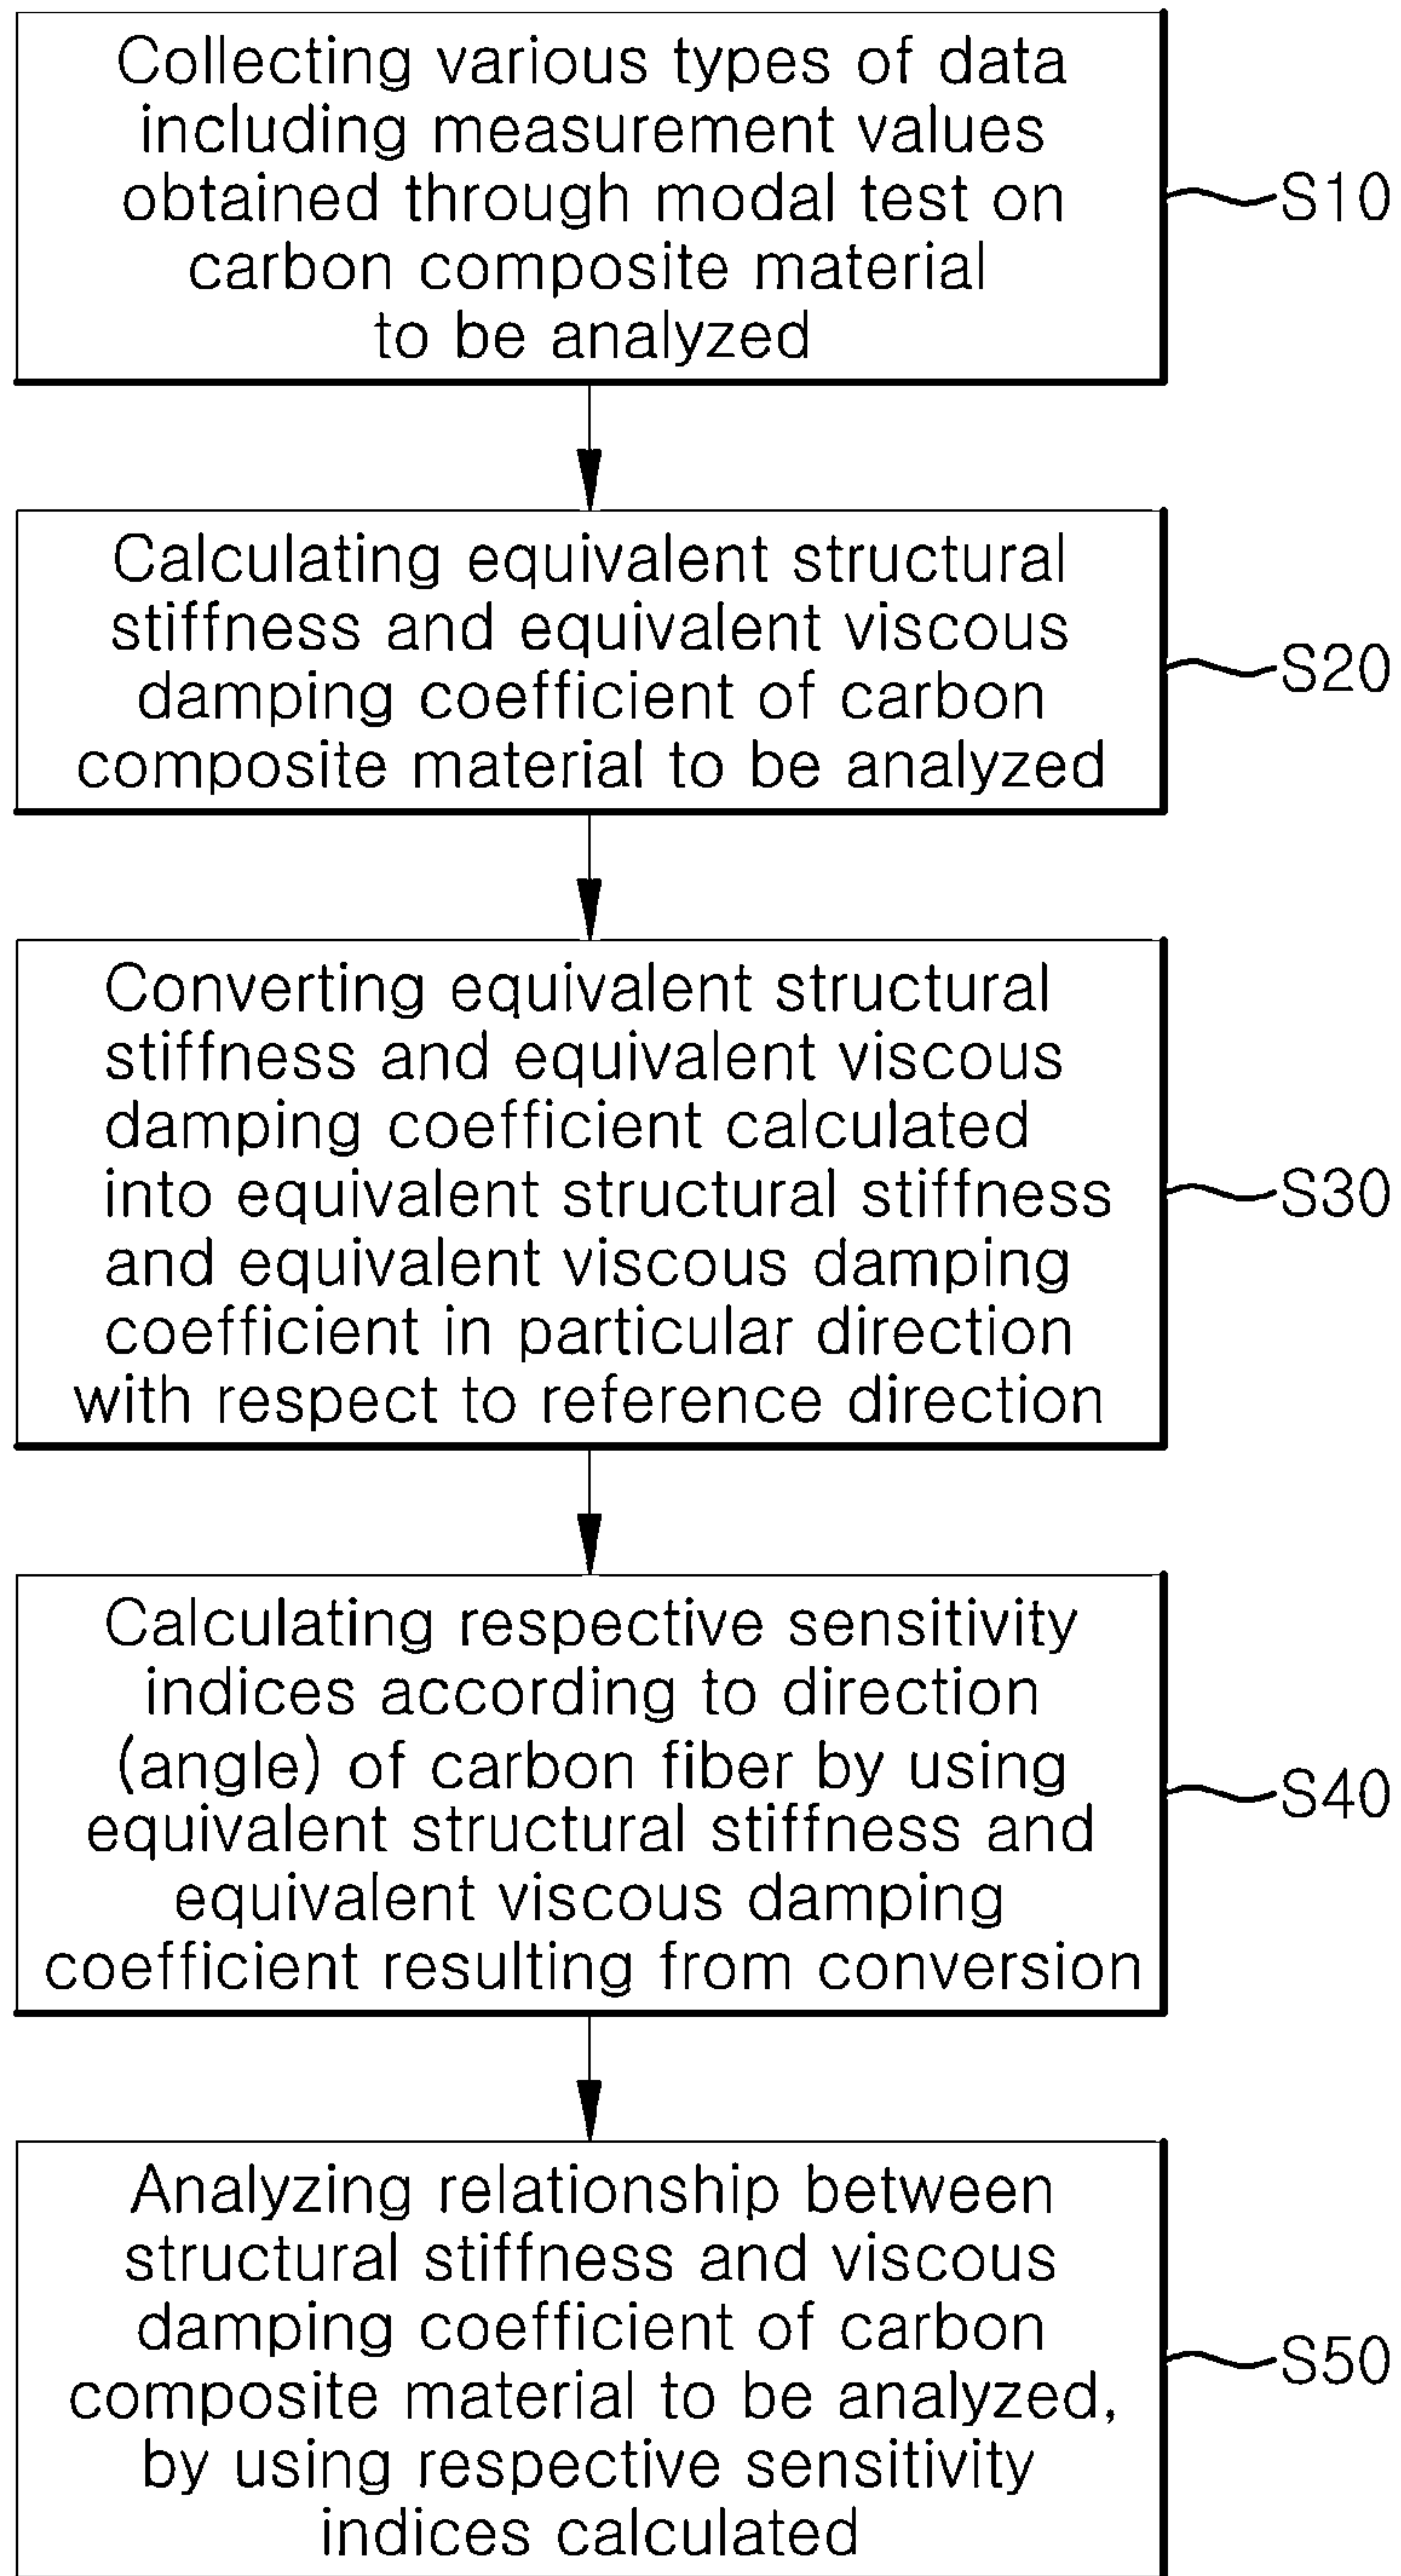 Collecting various types of data
including measurement values
obtained through modal test on
carbon composite material
to be analyzed
S10
Calculating equivalent structural
stiffness and equivalent viscous
damping coefficient of carbon
composite material to be analyzed
S20
Converting equivalent structural
stiffness and equivalent viscous
damping coefficient calculated
into equivalent structural stiffness
and equivalent viscous damping
coefficient in particular direction
with respect to reference direction
S30
Calculating respective sensitivity
indices according to direction
(angle) of carbon fiber by using
equivalent structural stiffness and
equivalent viscous damping
coefficient resulting from conversion
S40
Analyzing relationship between
structural stiffness and viscous
damping coefficient of carbon
composite material to be analyzed,
by using respective sensitivity
indices calculated
S50